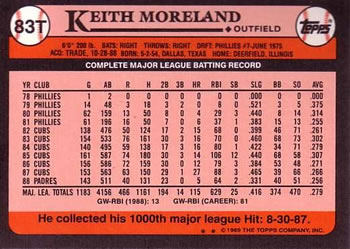 83T
KEITH MORELAND
OUTFIELD
TOPPS
6'0" 200 lb. BATS: RIGHT THROWS: RIGHT DRFT: PHILLIES #7-JUNE 1975
ACQ: TRADE, 10-28-88 BORN: 5-2-54, DALLAS, TEXAS HOME: DEERFIELD, ILLINOIS
COMPLETE MAJOR LEAGUE BATTING RECORD
YR CLUB G AB R H 2B 3B HR RBI SB SLG BB SO AVG
78 PHILLIES 1 2 0 0 0 0 0 0 0 .000 0 0 .000
79 PHILLIES 14 48 3 18 3 2 0 8 0 .521 3 5 .375
80 PHILLIES 62 159 13 50 8 0 4 29 3 .440 8 14 .314
81 PHILLIES 61 196 16 50 7 0 6 37 1 .383 15 13 .255
82 CUBS 138 476 50 124 17 2 15 68 0 .399 46 71 .261
83 CUBS 154 533 76 161 30 3 16 70 0 .460 68 73 .302
84 CUBS 140 495 59 138 17 3 16 80 1 .422 34 71 .279
85 CUBS 161 587 74 180 30 3 14 106 12 .440 68 58 .307
86 CUBS 156 586 72 159 30 0 12 79 3 .384 53 48 .271
87 CUBS 153 563 63 150 29 1 27 88 3 .465 39 66 .266
88 PADRES 143 511 40 131 23 0 5 64 2 .331 40 51 .256
MAJ. LEA. TOTALS 1183 4156 466 1161 194 14 115 629 25 .416 374 470 .279
GW-RBI (1988): 13 GW-RBI (CAREER): 81
He collected his 1000th major league Hit: 8-30-87.
© 1989 THE TOPPS COMPANY, INC.